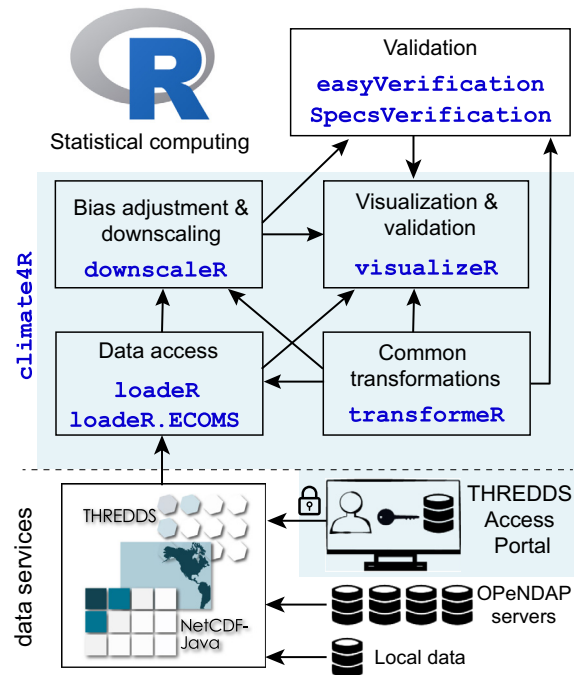 R
Statistical computing
Validation
easyVerification
SpecsVerification
climate4R
Bias adjustment &
downscaling
downscaleR
Visualization &
validation
visualizeR
Data access
loadeR
loadeR.ECOMS
Common
transformations
transformeR
data services
THREDDS
NetCDF-
Java
THREDDS
Access
Portal
OPeNDAP
servers
Local data